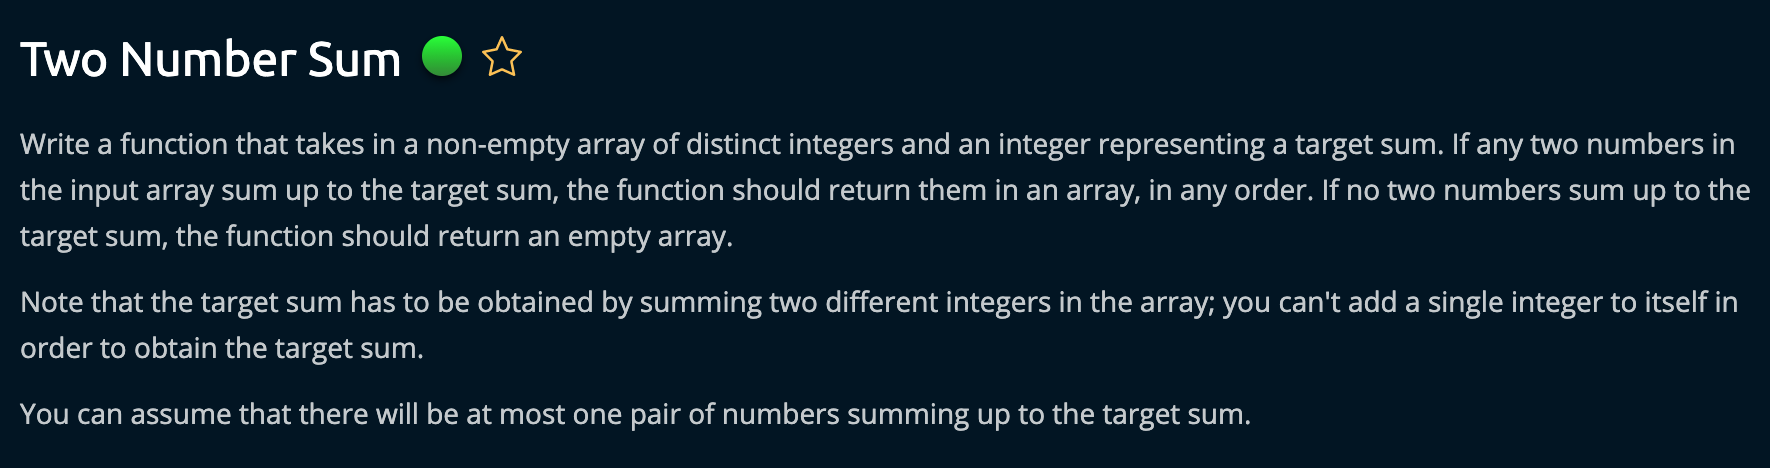 Two Number Sum
Write a function that takes in a non-empty array of distinct integers and an integer representing a target sum. If any two numbers in
the input array sum up to the target sum, the function should return them in an array, in any order. If no two numbers sum up to the
target sum, the function should return an empty array.
Note that the target sum has to be obtained by summing two different integers in the array; you can't add a single integer to itself in
order to obtain the target sum.
You can assume that there will be at most one pair of numbers summing up to the target sum.